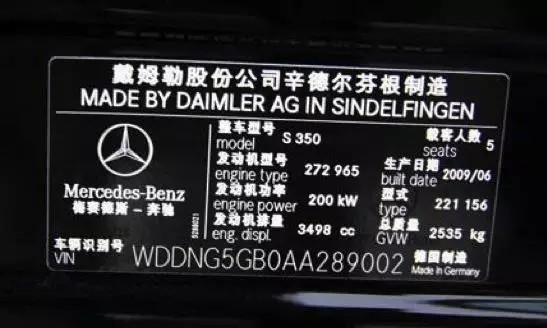 戴姆勒股份公司辛德尔芬根制造
MADE BY DAIMLER AG IN SINDELFINGEN
整车型号 model S 350
载客人数 seats 5
发动机型号 engine type 272 965
生产日期 built date 2009/06
发动机功率 engine power 200 kW
型式 type 221 156
发动机排量 eng. displ. 3498 cc
总质量 GVW 2535 kg
Mercedes-Benz
梅赛德斯-奔驰
车辆识别号 VIN WDDNG5GB0AA289002
德国制造
Made in Germany